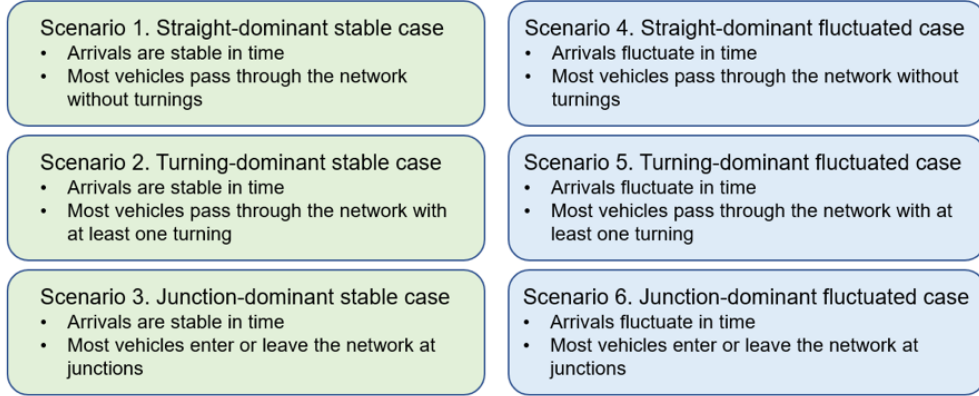 Scenario 1. Straight-dominant stable case
• Arrivals are stable in time
• Most vehicles pass through the network
without turnings
Scenario 4. Straight-dominant fluctuated case
• Arrivals fluctuate in time
• Most vehicles pass through the network without
turnings
Scenario 2. Turning-dominant stable case
• Arrivals are stable in time
• Most vehicles pass through the network with
at least one turning
Scenario 5. Turning-dominant fluctuated case
• Arrivals fluctuate in time
• Most vehicles pass through the network with at
least one turning
Scenario 3. Junction-dominant stable case
• Arrivals are stable in time
• Most vehicles enter or leave the network at
junctions
Scenario 6. Junction-dominant fluctuated case
• Arrivals fluctuate in time
• Most vehicles enter or leave the network at
junctions